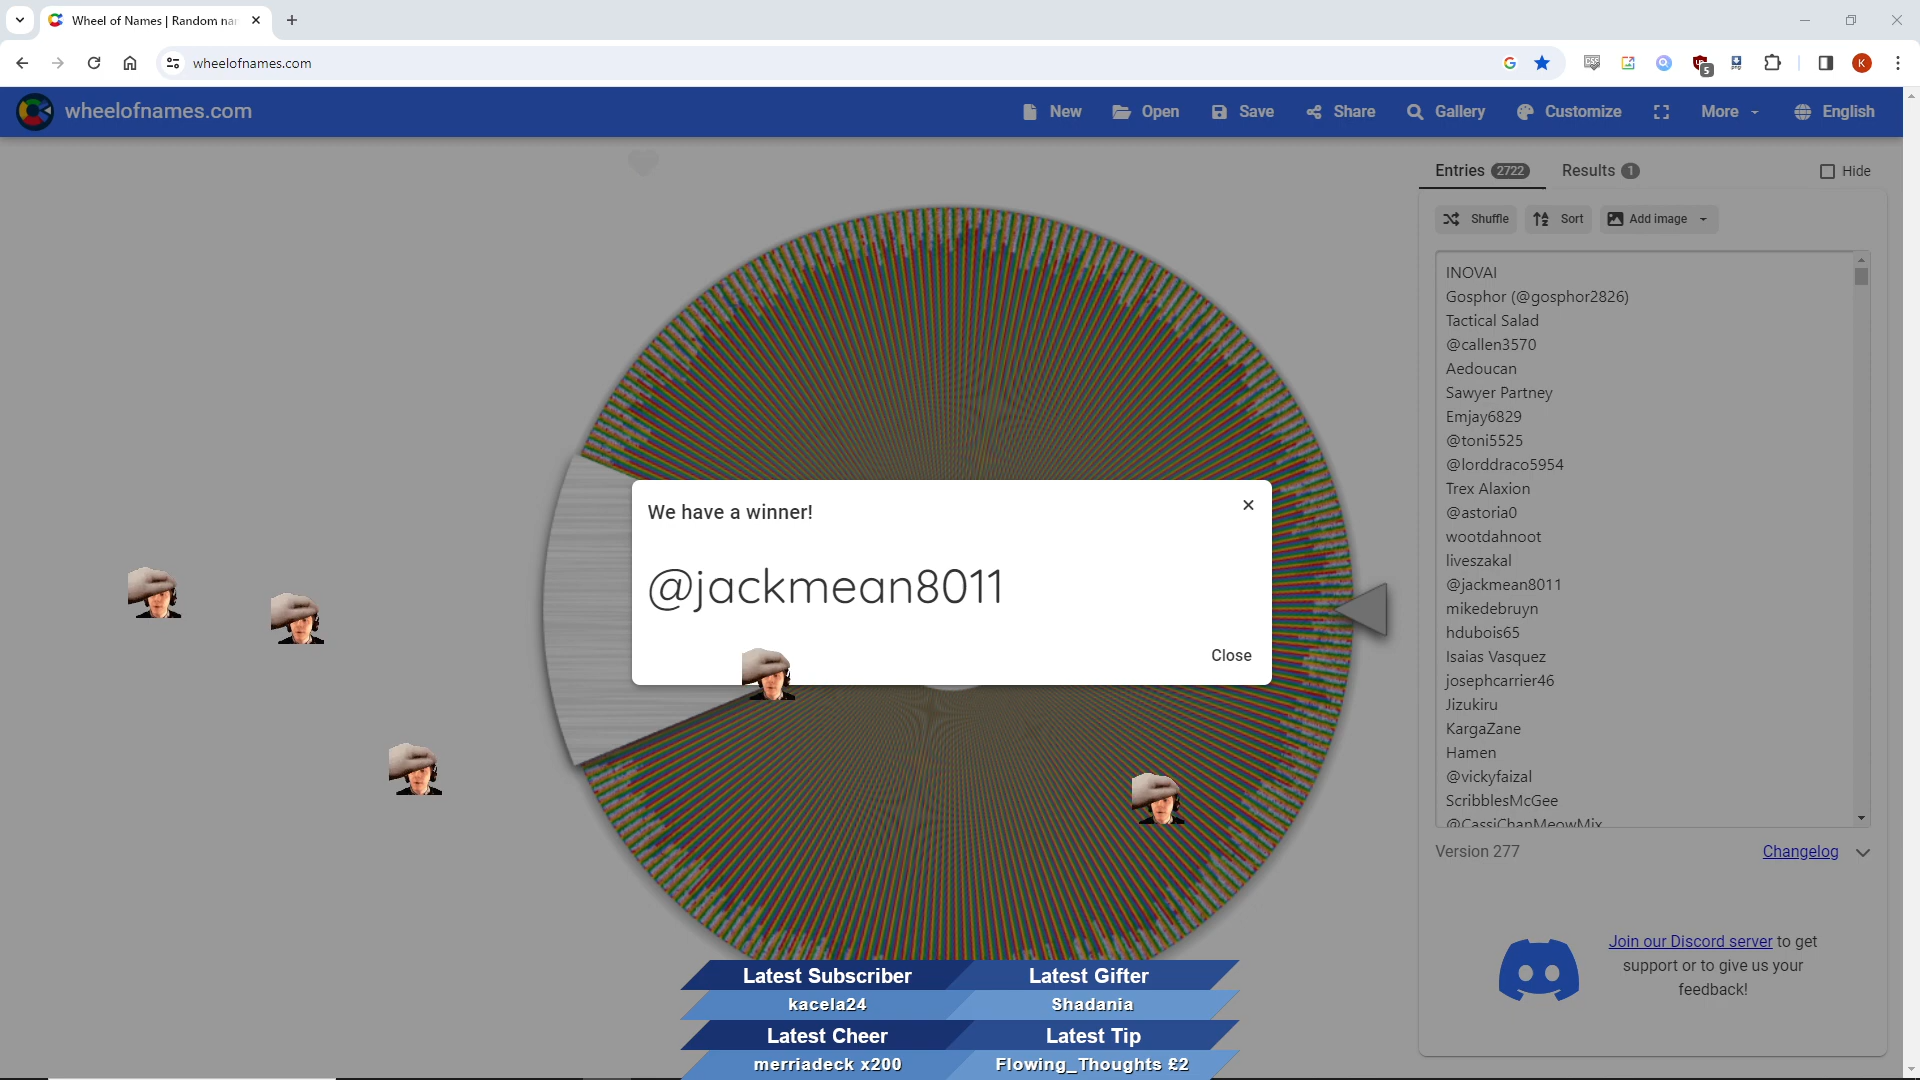 Wheel of Names | Random na
wheelofnames.com
5
K
wheelofnames.com
New
Open
Save
Share
Gallery
Customize
More
English
Entries 2722
Results 1
Hide
Shuffle
Sort
Add image
INOVAI
Gosphor (@gosphor2826)
Tactical Salad
@callen3570
Aedoucan
Sawyer Partney
Emjay6829
@toni5525
@lorddraco5954
Trex Alaxion
@astoria0
wootdahnoot
liveszakal
@jackmean8011
mikedebruyn
hdubois65
Isaias Vasquez
josephcarrier46
Jizukiru
KargaZane
Hamen
@vickyfaizal
ScribblesMcGee
@CassiChanMeowMix
We have a winner!
@jackmean8011
Close
Version 277
Changelog
Join our Discord server to get
support or to give us your
feedback!
Latest Subscriber
kacela24
Latest Gifter
Shadania
Latest Cheer
merriadeck x200
Latest Tip
Flowing_Thoughts £2